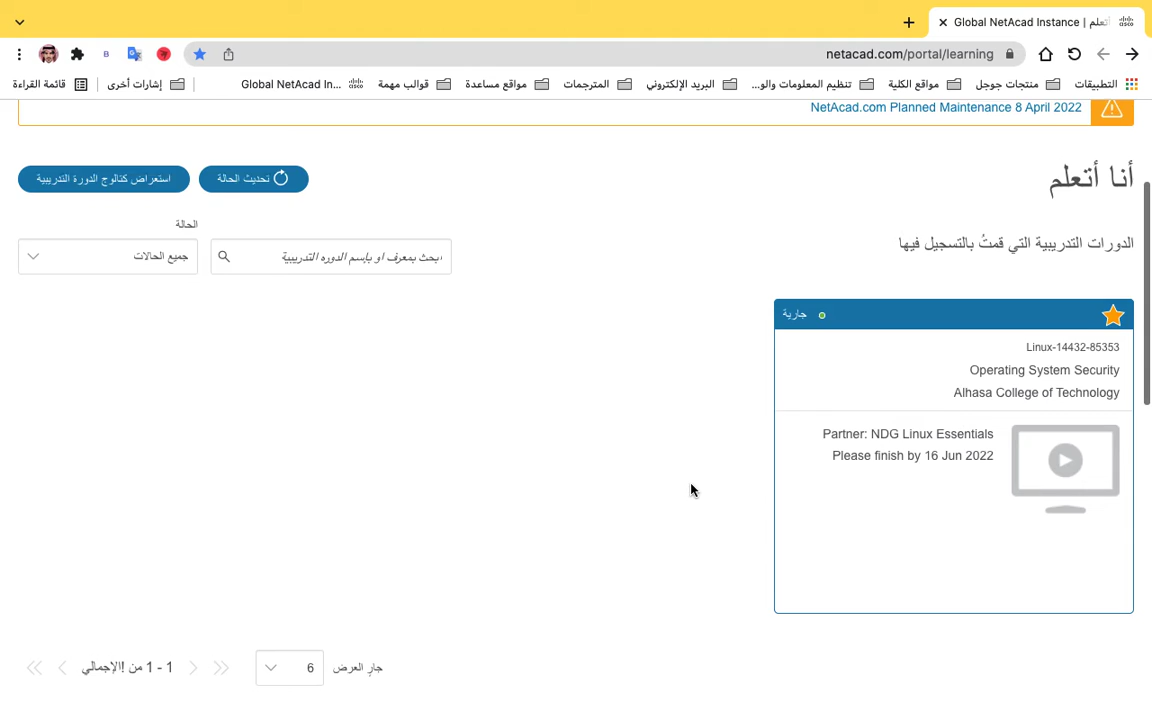 Global NetAcad Instance | أتعلم
netacad.com/portal/learning
التطبيقات
منتجات جوجل
مواقع الكلية
تنظيم المعلومات والو...
البريد الإلكتروني
المترجمات
مواقع مساعدة
قوالب مهمة
Global NetAcad In...
إشارات أخرى
قائمة القراءة
NetAcad.com Planned Maintenance 8 April 2022
أنا أتعلم
تحديث الحالة
استعراض كتالوج الدورة التدريبية
الدورات التدريبية التي قمتُ بالتسجيل فيها
الحالة
ابحث بمعرف او بإسم الدوره التدريبية
جميع الحالات
جارية
Linux-14432-85353
Operating System Security
Alhasa College of Technology
Partner: NDG Linux Essentials
Please finish by 16 Jun 2022
جارٍ العرض
6
1 - 1 من !الإجمالي